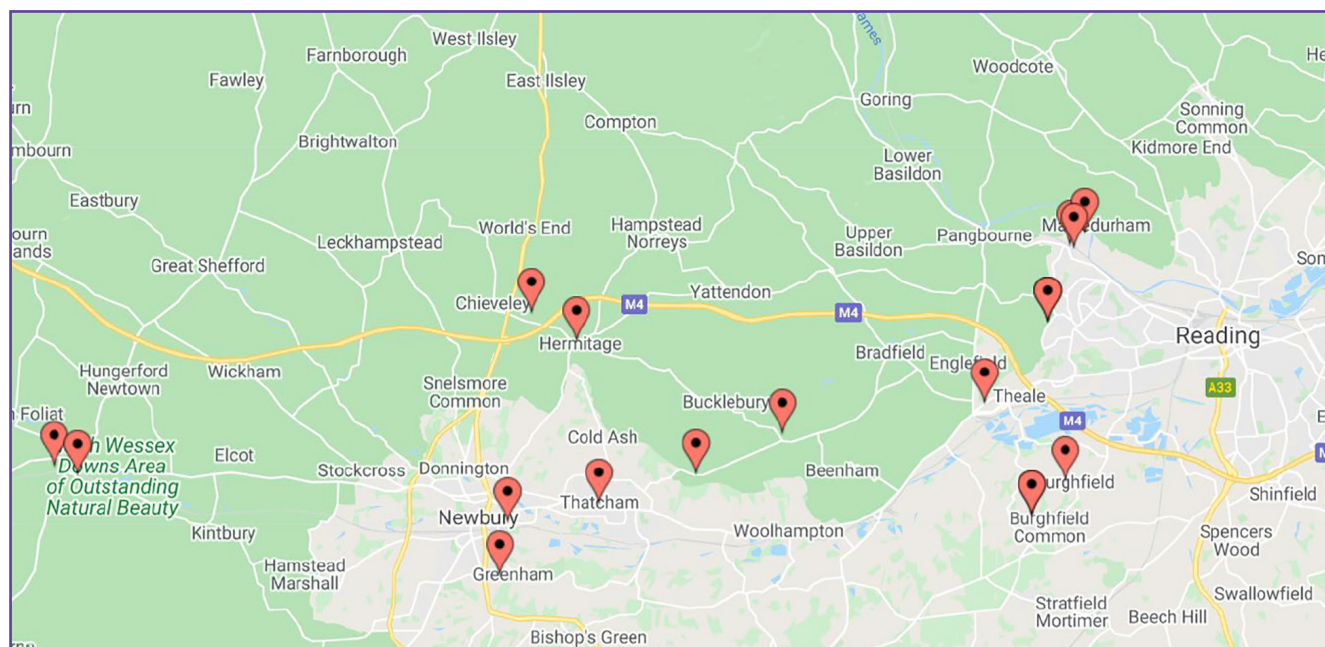 West Ilsley
Farnborough
Fawley
East Ilsley
Woodcote
Goring
Sonning
Common
Compton
Brightwalton
Kidmore End
Lower
Basildon
Eastbury
World's End
Hampstead
Norreys
Upper
Basildon
Pangbourne
Leckhampstead
Great Shefford
Chieveley
M4
Yattendon
M4
Hermitage
Reading
Bradfield
Hungerford
Newtown
Wickham
Snelsmore
Common
Theale
A33
Bucklebury
M4
Foliat
Wessex
Downs Area
of Outstanding
Natural Beauty
Elcot
Cold Ash
Stockcross
Donnington
Beenham
Thatcham
Shinfield
Newbury
Woolhampton
Burghfield
Common
Kintbury
Spencers
Wood
Hamstead
Marshall
Greenham
Swallowfield
Stratfield
Mortimer
Beech Hill
Bishop's Green